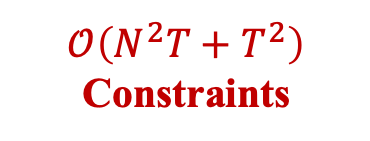 𝒪(N²T + T²)
Constraints